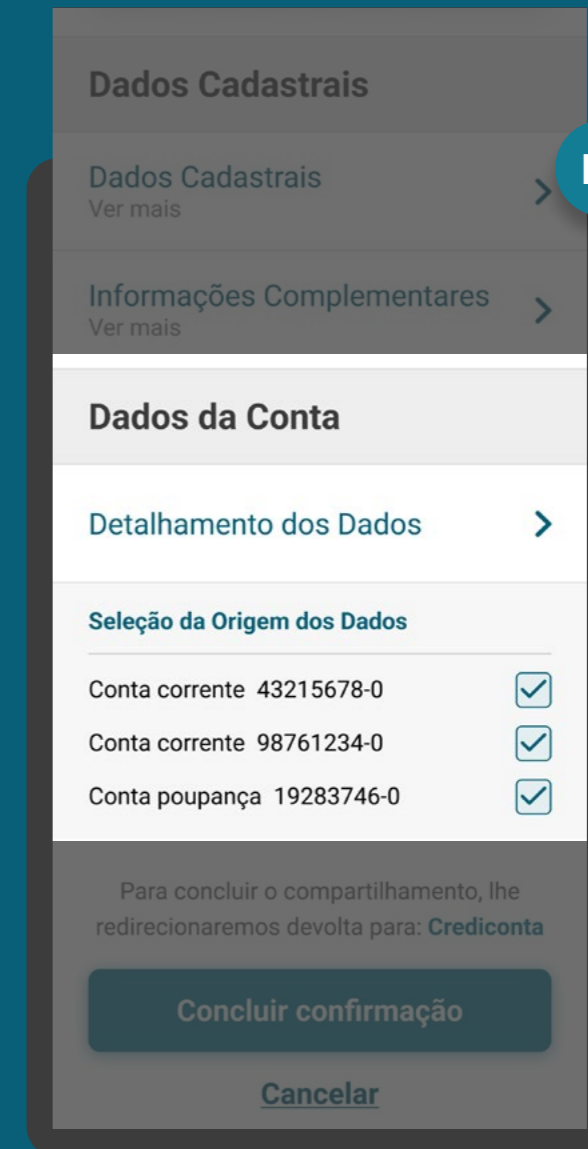 Dados Cadastrais
Dados Cadastrais
Ver mais
Informações Complementares
Ver mais
Dados da Conta
Detalhamento dos Dados
Seleção da Origem dos Dados
Conta corrente 43215678-0
Conta corrente 98761234-0
Conta poupança 19283746-0
Para concluir o compartilhamento, lhe
redirecionaremos devolta para: Crediconta
Concluir confirmação
Cancelar